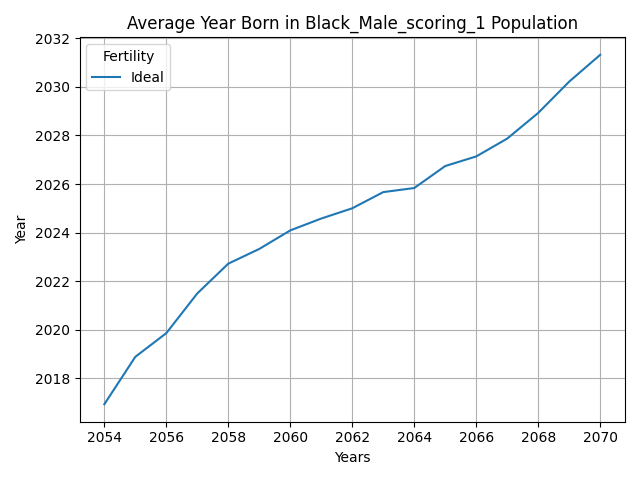 Average Year Born in Black_Male_scoring_1 Population
Fertility
Ideal
Year
2032
2030
2028
2026
2024
2022
2020
2018
2054 2056 2058 2060 2062 2064 2066 2068 2070
Years